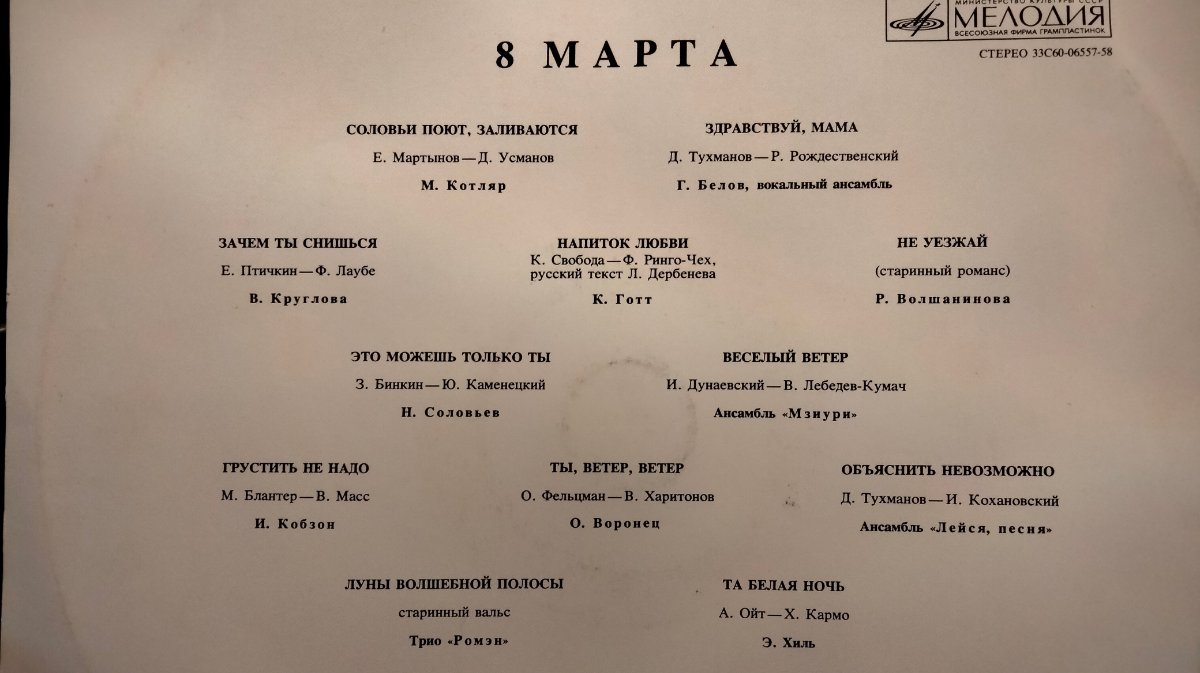 МИНИСТЕРСТВО КУЛЬТУРЫ СССР
МЕЛОДИЯ
ВСЕСОЮЗНАЯ ФИРМА ГРАМПЛАСТИНОК
СТЕРЕО 33С60-06557-58
8 МАРТА
СОЛОВЬИ ПОЮТ, ЗАЛИВАЮТСЯ
Е. Мартынов—Д. Усманов
М. Котляр
ЗДРАВСТВУЙ, МАМА
Д. Тухманов—Р. Рождественский
Г. Белов, вокальный ансамбль
ЗАЧЕМ ТЫ СНИШЬСЯ
Е. Птичкин—Ф. Лаубе
В. Круглова
НАПИТОК ЛЮБВИ
К. Свобода—Ф. Ринго-Чех,
русский текст Л. Дербенева
К. Готт
НЕ УЕЗЖАЙ
(старинный романс)
Р. Волшанинова
ЭТО МОЖЕШЬ ТОЛЬКО ТЫ
З. Бинкин—Ю. Каменецкий
Н. Соловьев
ВЕСЕЛЫЙ ВЕТЕР
И. Дунаевский—В. Лебедев-Кумач
Ансамбль «Мзиури»
ГРУСТИТЬ НЕ НАДО
М. Блантер—В. Масс
И. Кобзон
ТЫ, ВЕТЕР, ВЕТЕР
О. Фельцман—В. Харитонов
О. Воронец
ОБЪЯСНИТЬ НЕВОЗМОЖНО
Д. Тухманов—И. Кохановский
Ансамбль «Лейся, песня»
ЛУНЫ ВОЛШЕБНОЙ ПОЛОСЫ
старинный вальс
Трио «Ромэн»
ТА БЕЛАЯ НОЧЬ
А. Ойт—Х. Кармо
Э. Хиль